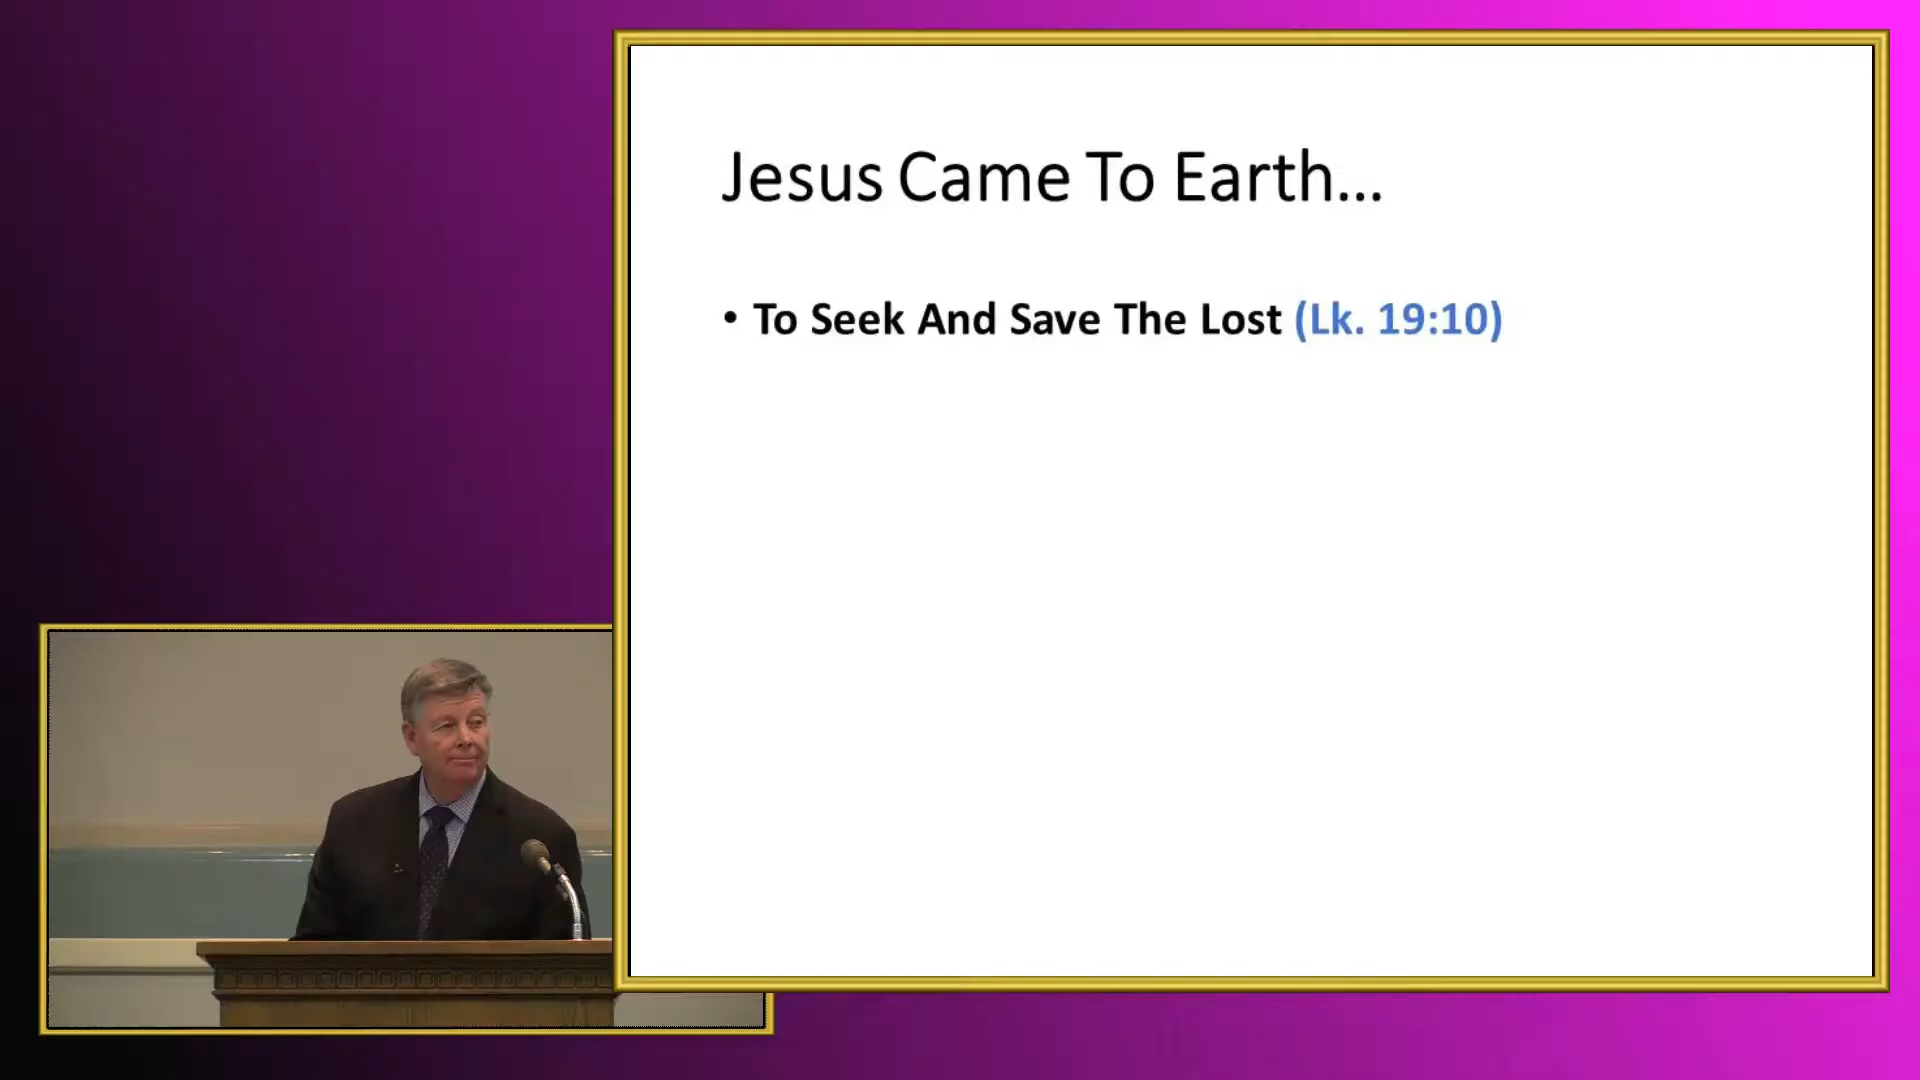 Jesus Came To Earth...
• To Seek And Save The Lost (Lk. 19:10)